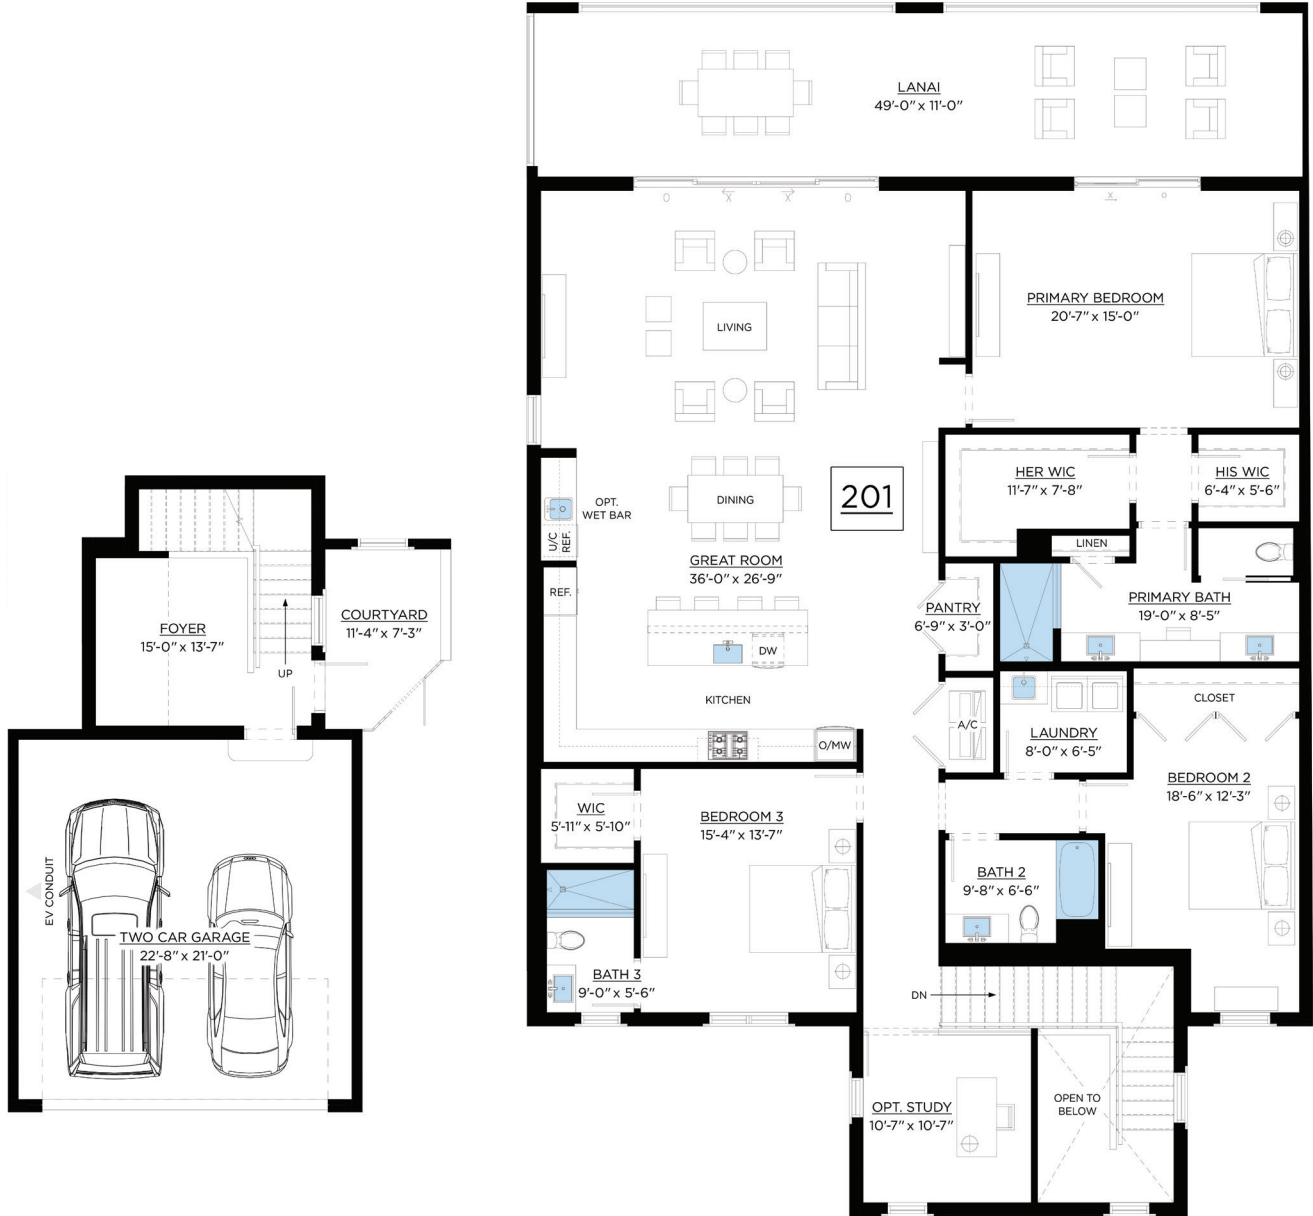 LANAI
49'-0" x 11'-0"
O
X
X
O
X
O
PRIMARY BEDROOM
20'-7" x 15'-0"
LIVING
HER WIC
11'-7" x 7'-8"
HIS WIC
6'-4" x 5'-6"
201
DINING
OPT.
WET BAR
U/C
REF.
LINEN
GREAT ROOM
36'-0" x 26'-9"
REF.
PANTRY
6'-9" x 3'-0"
PRIMARY BATH
19'-0" x 8'-5"
DW
KITCHEN
O/MW
A/C
LAUNDRY
8'-0" x 6'-5"
CLOSET
BEDROOM 2
18'-6" x 12'-3"
WIC
5'-11" x 5'-10"
BEDROOM 3
15'-4" x 13'-7"
BATH 2
9'-8" x 6'-6"
BATH 3
9'-0" x 5'-6"
DN
OPT. STUDY
10'-7" x 10'-7"
OPEN TO
BELOW
FOYER
15'-0" x 13'-7"
COURTYARD
11'-4" x 7'-3"
UP
EV CONDUIT
TWO CAR GARAGE
22'-8" x 21'-0"